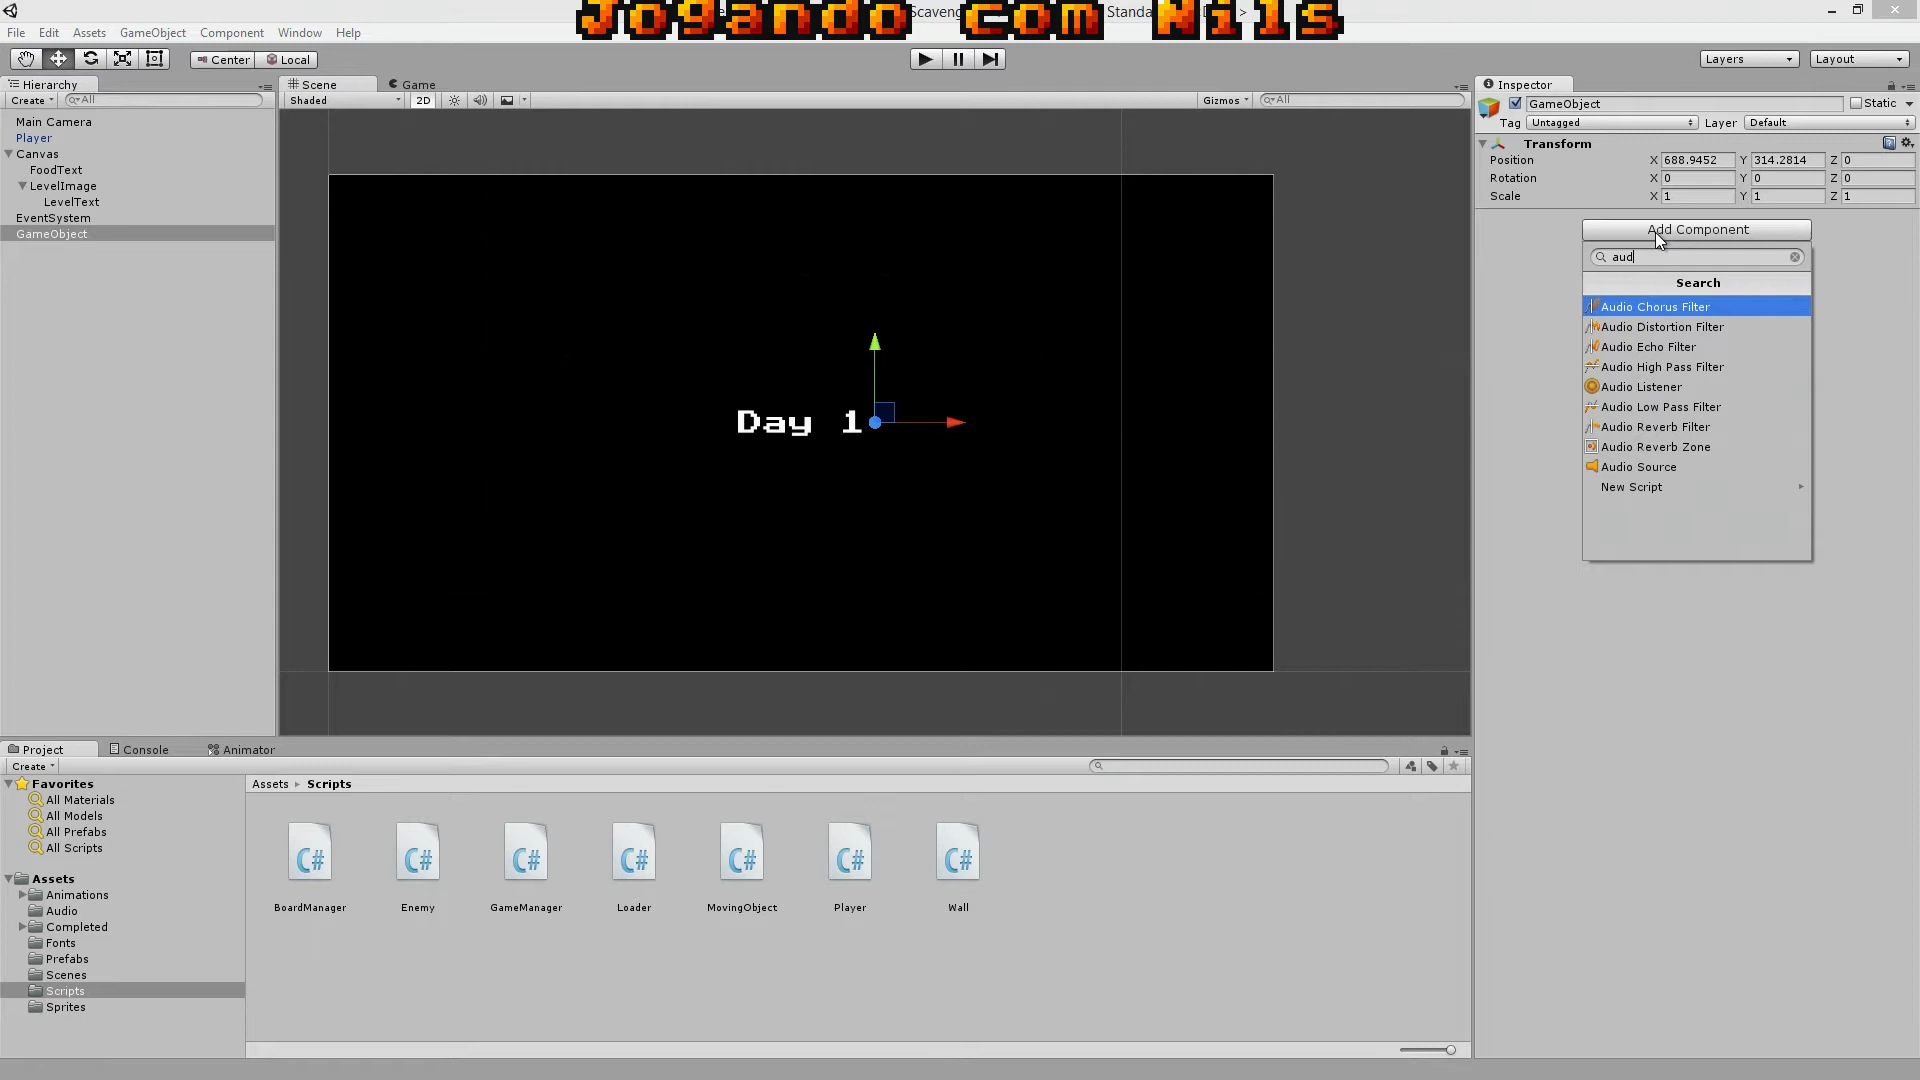 Jogando com Nils
Scaveng
Standa
>
File Edit Assets GameObject Component Window Help
Center Local
Layers Layout
Hierarchy
Create All
Main Camera
Player
Canvas
FoodText
LevelImage
LevelText
EventSystem
GameObject
Scene Game
Shaded 2D Gizmos All
Day 1
Inspector
GameObject Static
Tag Untagged Layer Default
Transform
Position X 688.9452 Y 314.2814 Z 0
Rotation X 0 Y 0 Z 0
Scale X 1 Y 1 Z 1
Add Component
aud
Search
Audio Chorus Filter
Audio Distortion Filter
Audio Echo Filter
Audio High Pass Filter
Audio Listener
Audio Low Pass Filter
Audio Reverb Filter
Audio Reverb Zone
Audio Source
New Script
Project Console Animator
Create
Favorites
All Materials
All Models
All Prefabs
All Scripts
Assets
Animations
Audio
Completed
Fonts
Prefabs
Scenes
Scripts
Sprites
Assets Scripts
C# C# C# C# C# C# C#
BoardManager Enemy GameManager Loader MovingObject Player Wall